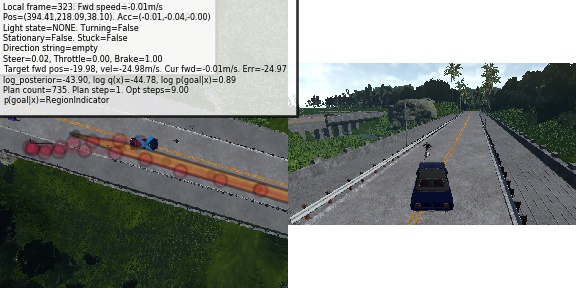 Local frame=323. Fwd speed=-0.01m/s
Pos=(394.41,218.09,38.10). Acc=(-0.01,-0.04,-0.00)
Light state=NONE. Turning=False
Stationary=False. Stuck=False
Direction string=empty
Steer=0.02, Throttle=0.00, Brake=1.00
Target fwd pos=-19.98, vel=-24.98m/s. Cur fwd=-0.01m/s. Err=-24.97
log_posterior=-43.90, log q(x)=-44.78, log p(goal|x)=0.89
Plan count=735. Plan step=1. Opt steps=9.00
p(goal|x)=RegionIndicator